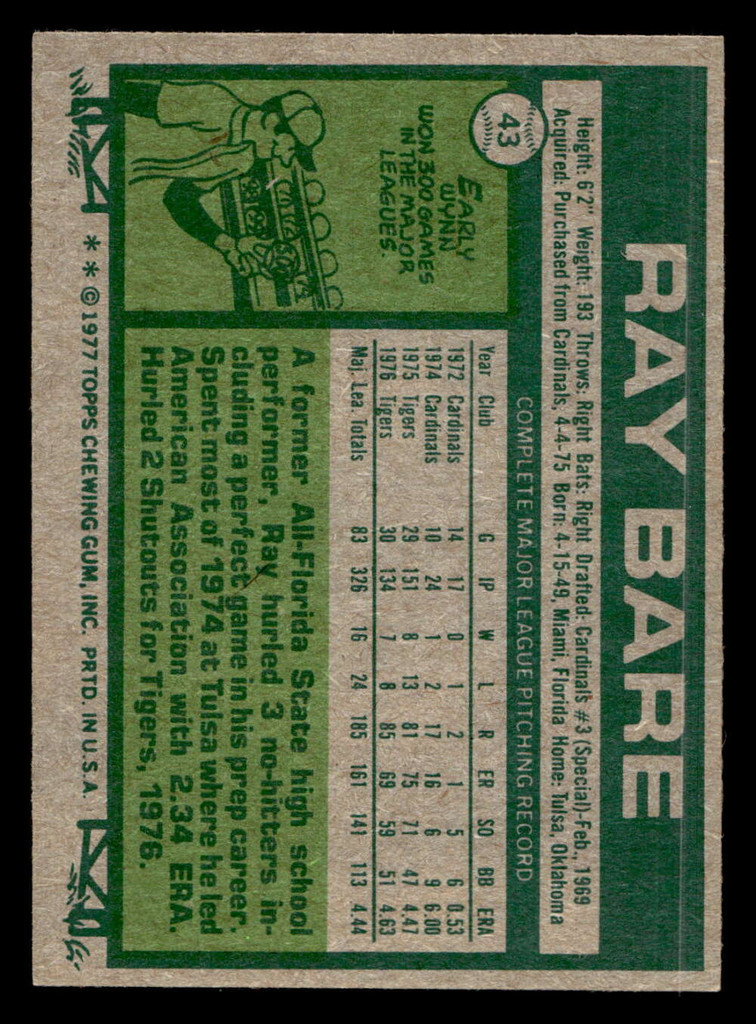 43
RAY BARE
Height: 6'2" Weight: 193 Throws: Right Bats: Right Drafted: Cardinals #3 (Special)-Feb., 1969
Acquired: Purchased from Cardinals, 4-4-75 Born: 4-15-49, Miami, Florida Home: Tulsa, Oklahoma
COMPLETE MAJOR LEAGUE PITCHING RECORD
Year Club G IP W L R ER SO BB ERA
1972 Cardinals 14 17 0 1 2 1 5 6 0.53
1974 Cardinals 10 24 1 2 17 16 6 9 6.00
1975 Tigers 29 151 8 13 81 75 71 47 4.47
1976 Tigers 30 134 7 8 85 69 59 51 4.63
Maj. Lea. Totals 83 326 16 24 185 161 141 113 4.44
EARLY
WYNN
WON 300 GAMES
IN THE MAJOR
LEAGUES.
A former All-Florida State high school
performer, Ray hurled 3 no-hitters in-
cluding a perfect game in his prep career.
Spent most of 1974 at Tulsa where he led
American Association with 2.34 ERA.
Hurled 2 Shutouts for Tigers, 1976.
* * © 1977 TOPPS CHEWING GUM, INC. PRTD. IN U.S.A.